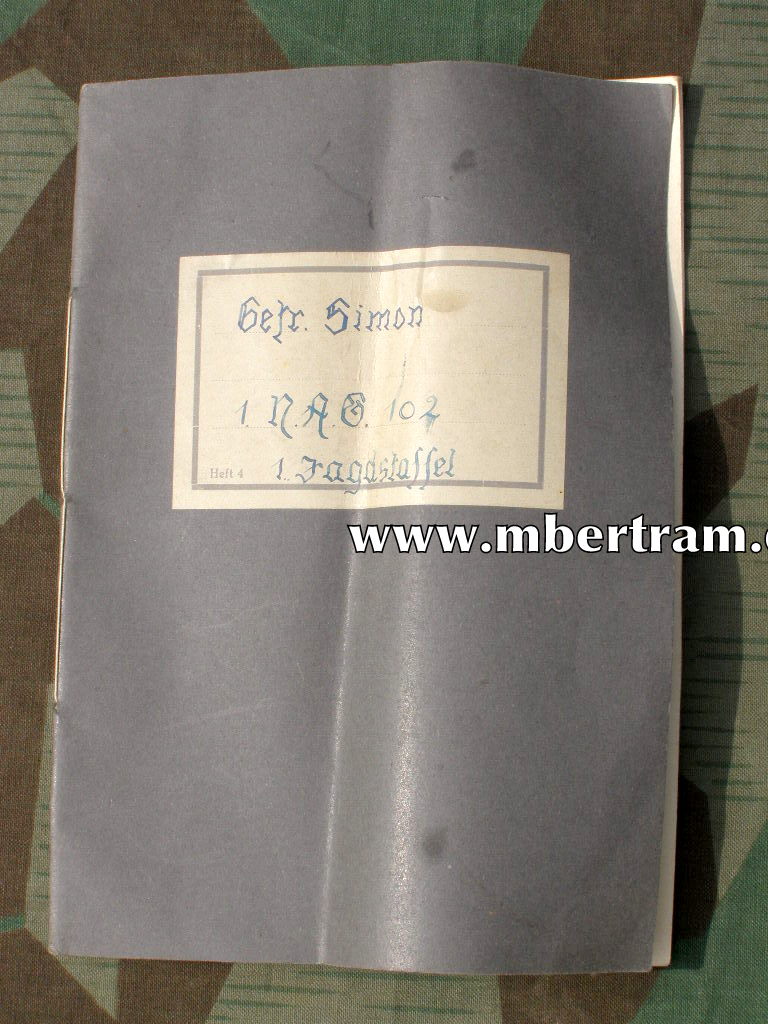 Gefr. Simon
1. N.A.G. 102
Heft 4
1. Jagdstaffel
www.mbertram.